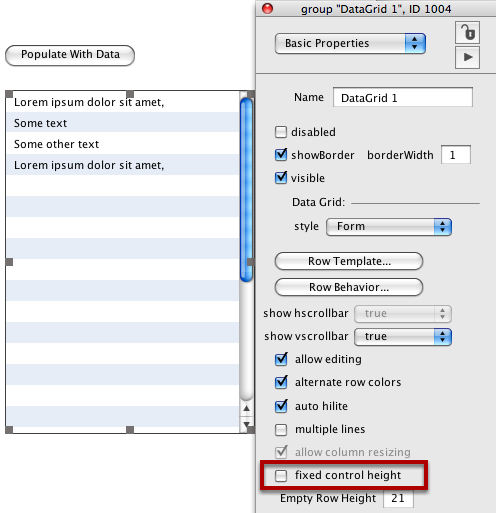 group "DataGrid 1", ID 1004
Basic Properties
Populate With Data
Lorem ipsum dolor sit amet,
Some text
Some other text
Lorem ipsum dolor sit amet,
Name DataGrid 1
disabled
showBorder borderWidth 1
visible
Data Grid:
style Form
Row Template...
Row Behavior...
show hscrollbar true
show vscrollbar true
allow editing
alternate row colors
auto hilite
multiple lines
allow column resizing
fixed control height
Empty Row Height 21